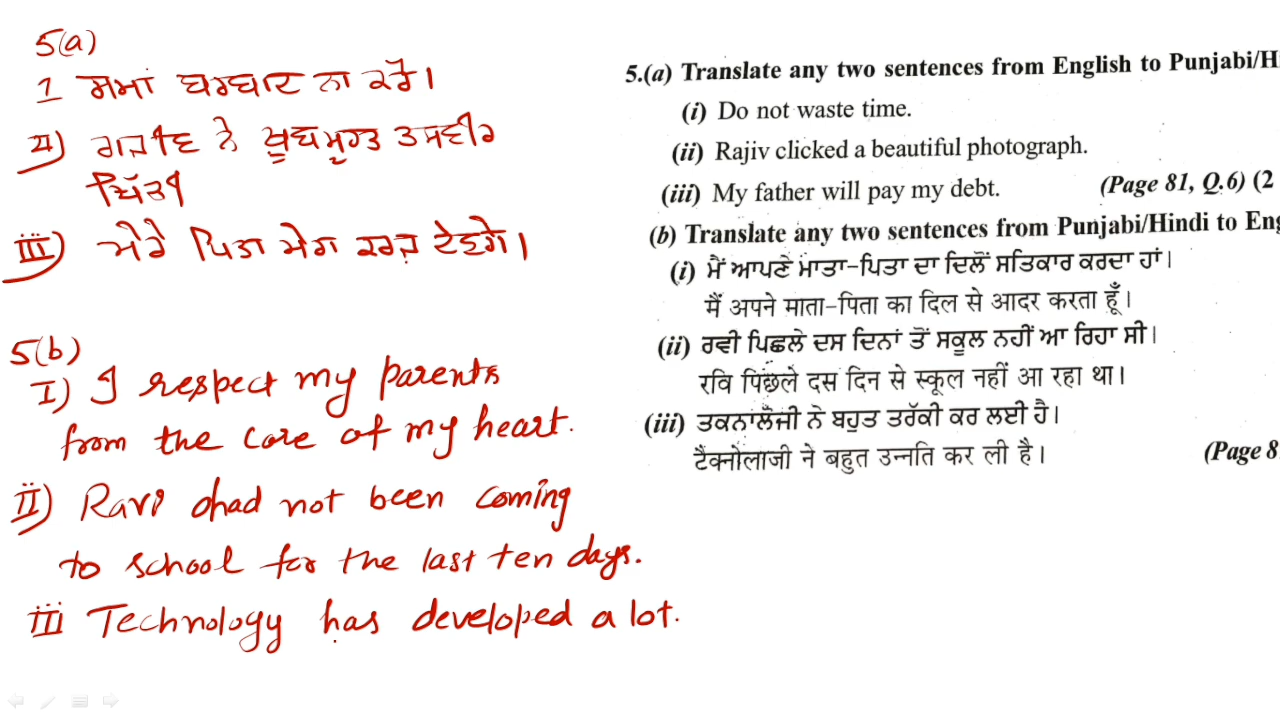 5(a)
1 ਸਮਾਂ ਬਰਬਾਦ ਨਾ ਕਰੋ।
ii) ਰਾਜੀਵ ਨੇ ਖੂਬਸੂਰਤ ਤਸਵੀਰ
ਖਿੱਚੀ
iii) ਮੇਰੇ ਪਿਤਾ ਮੇਰਾ ਕਰਜ਼ ਦੇਣਗੇ।
5(b)
I) I respect my parents
from the core of my heart.
ii) Ravi had not been coming
to school for the last ten days.
iii Technology has developed a lot.
5.(a) Translate any two sentences from English to Punjabi/Hi
(i) Do not waste time.
(ii) Rajiv clicked a beautiful photograph.
(iii) My father will pay my debt. (Page 81, Q.6) (2
(b) Translate any two sentences from Punjabi/Hindi to Eng
(i) ਮੈਂ ਆਪਣੇ ਮਾਤਾ-ਪਿਤਾ ਦਾ ਦਿਲੋਂ ਸਤਿਕਾਰ ਕਰਦਾ ਹਾਂ।
मैं अपने माता-पिता का दिल से आदर करता हूँ।
(ii) ਰਵੀ ਪਿਛਲੇ ਦਸ ਦਿਨਾਂ ਤੋਂ ਸਕੂਲ ਨਹੀਂ ਆ ਰਿਹਾ ਸੀ।
रवि पिछले दस दिन से स्कूल नहीं आ रहा था।
(iii) ਤਕਨਾਲੌਜੀ ਨੇ ਬਹੁਤ ਤਰੱਕੀ ਕਰ ਲਈ ਹੈ।
टैक्नोलाजी ने बहुत उन्नति कर ली है। (Page 8